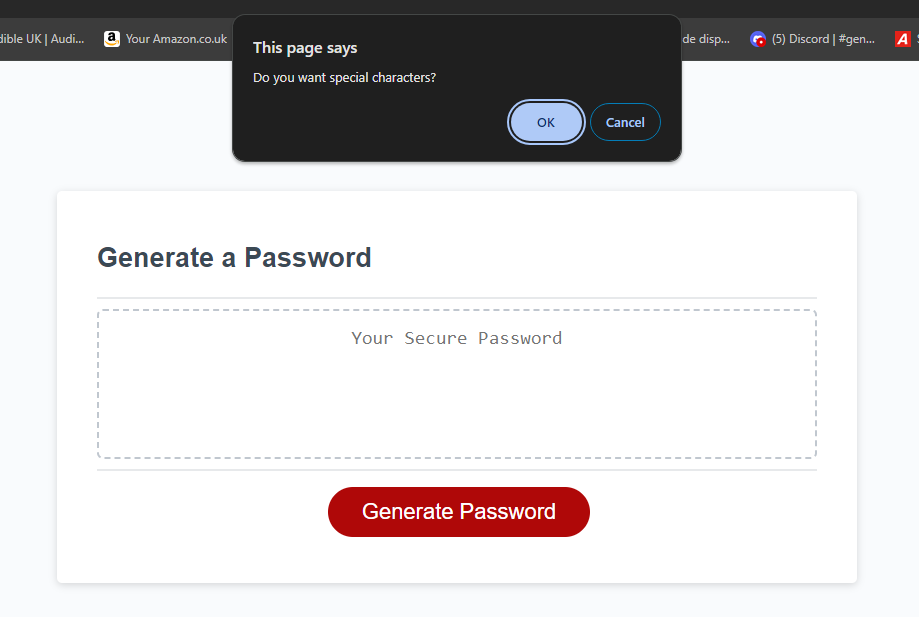 This page says
dible UK | Audi...
Your Amazon.co.uk
de disp...
(5) Discord | #gen...
Do you want special characters?
OK
Cancel
Generate a Password
Your Secure Password
Generate Password